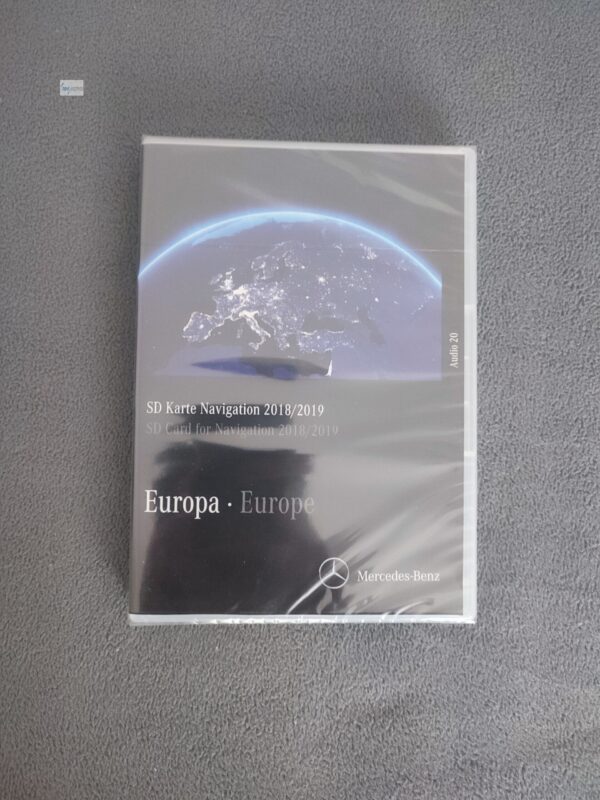 Audio 20
SD Karte Navigation 2018/2019
SD Card for Navigation 2018/2019
Europa · Europe
Mercedes-Benz